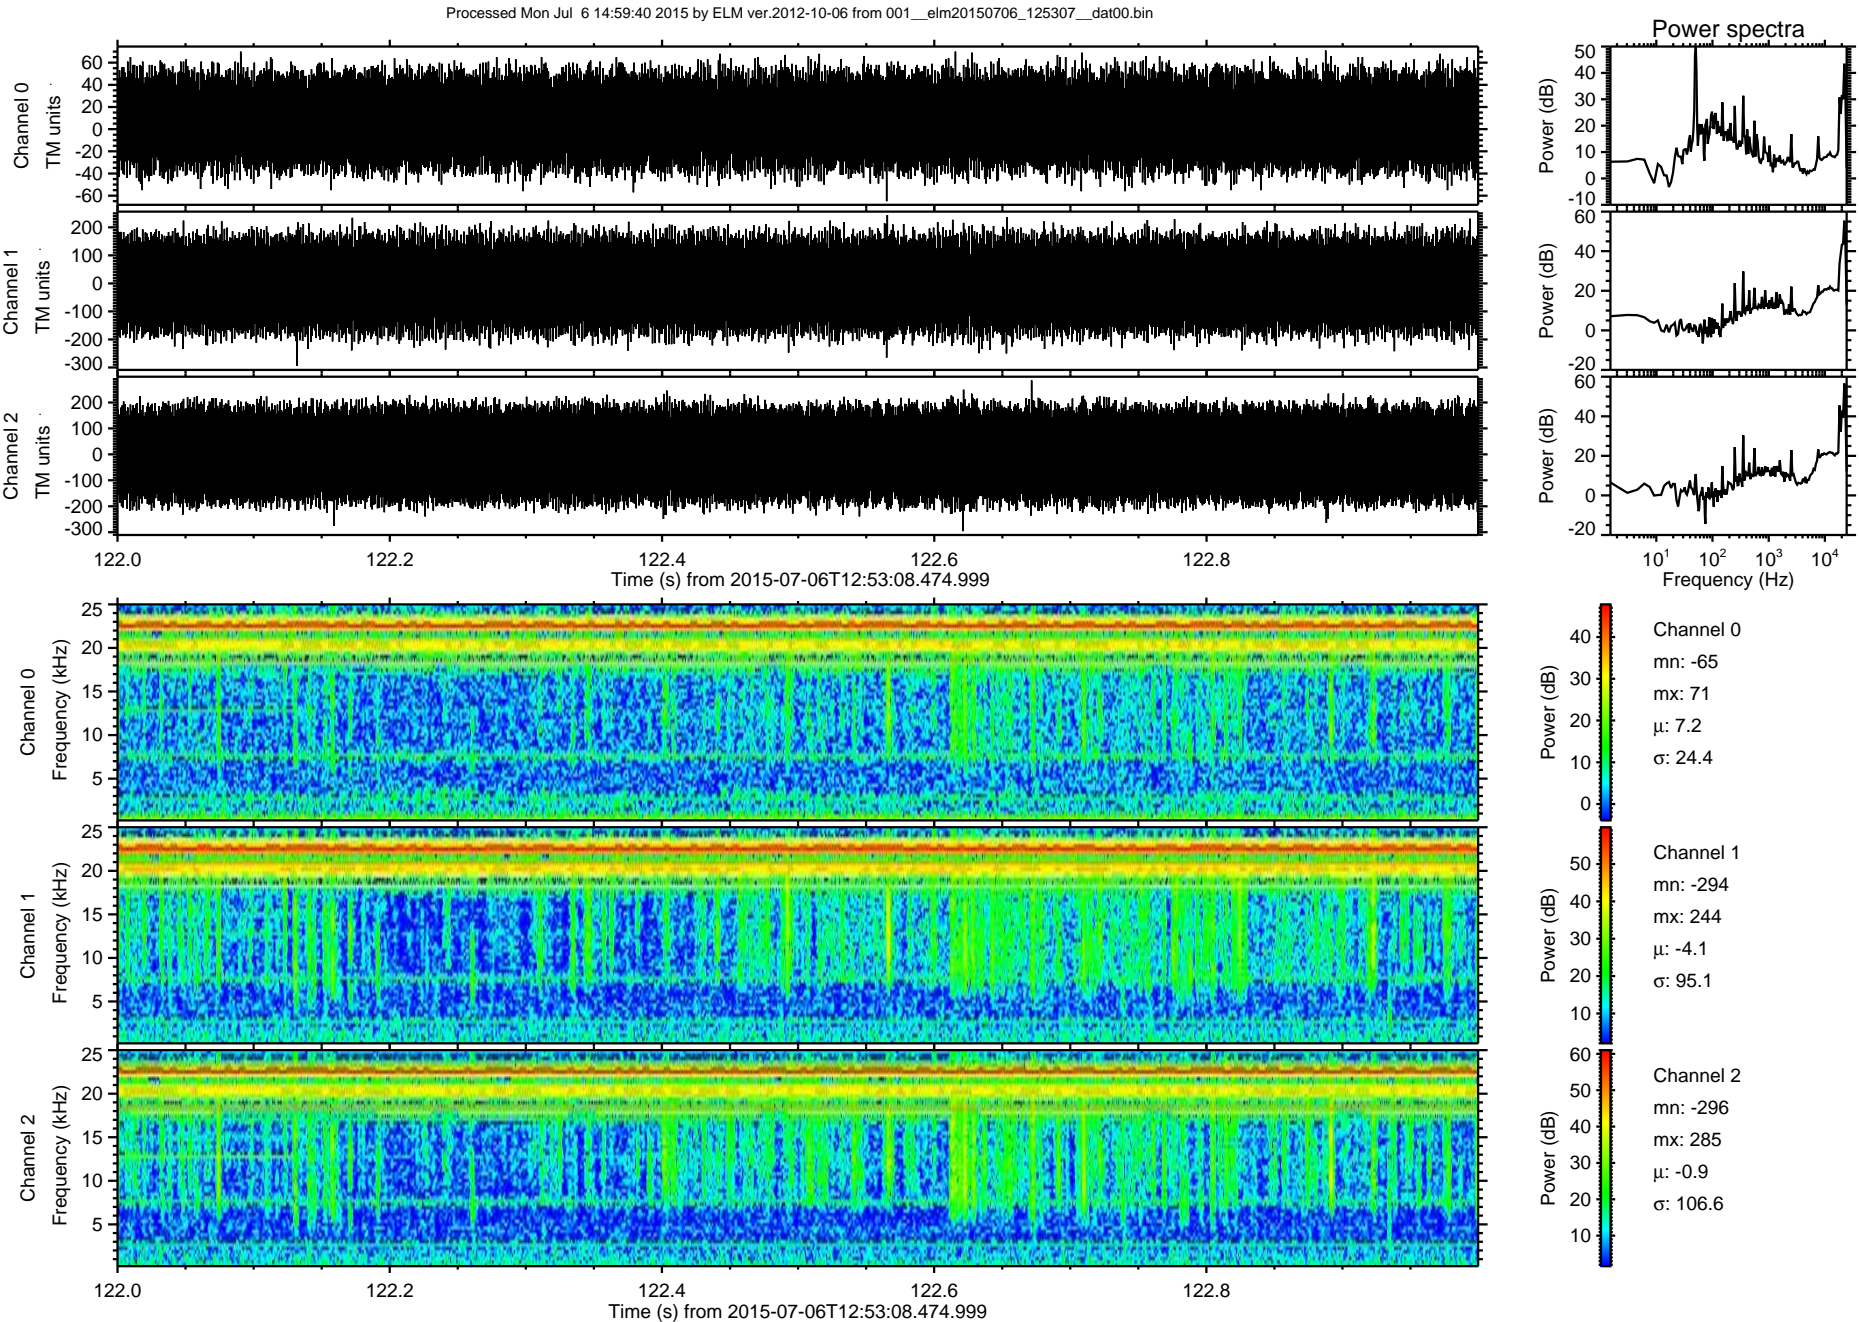 Processed Mon Jul  6 14:59:40 2015 by ELM ver.2012-10-06 from 001__elm20150706_125307__dat00.bin
Power spectra
Channel 0
TM units
60
40
20
0
-20
-40
-60
Power (dB)
50
40
30
20
10
0
-10
Channel 1
TM units
200
100
0
-100
-200
-300
Power (dB)
60
40
20
0
-20
Channel 2
TM units
200
100
0
-100
-200
-300
Power (dB)
60
40
20
0
-20
122.0 122.2 122.4 122.6 122.8
Time (s) from 2015-07-06T12:53:08.474.999
10^1 10^2 10^3 10^4
Frequency (Hz)
Channel 0
Frequency (kHz)
25
20
15
10
5
Power (dB)
40
30
20
10
0
Channel 0
mn: -65
mx: 71
μ: 7.2
σ: 24.4
Channel 1
Frequency (kHz)
25
20
15
10
5
Power (dB)
50
40
30
20
10
Channel 1
mn: -294
mx: 244
μ: -4.1
σ: 95.1
Channel 2
Frequency (kHz)
25
20
15
10
5
Power (dB)
60
50
40
30
20
10
Channel 2
mn: -296
mx: 285
μ: -0.9
σ: 106.6
122.0 122.2 122.4 122.6 122.8
Time (s) from 2015-07-06T12:53:08.474.999